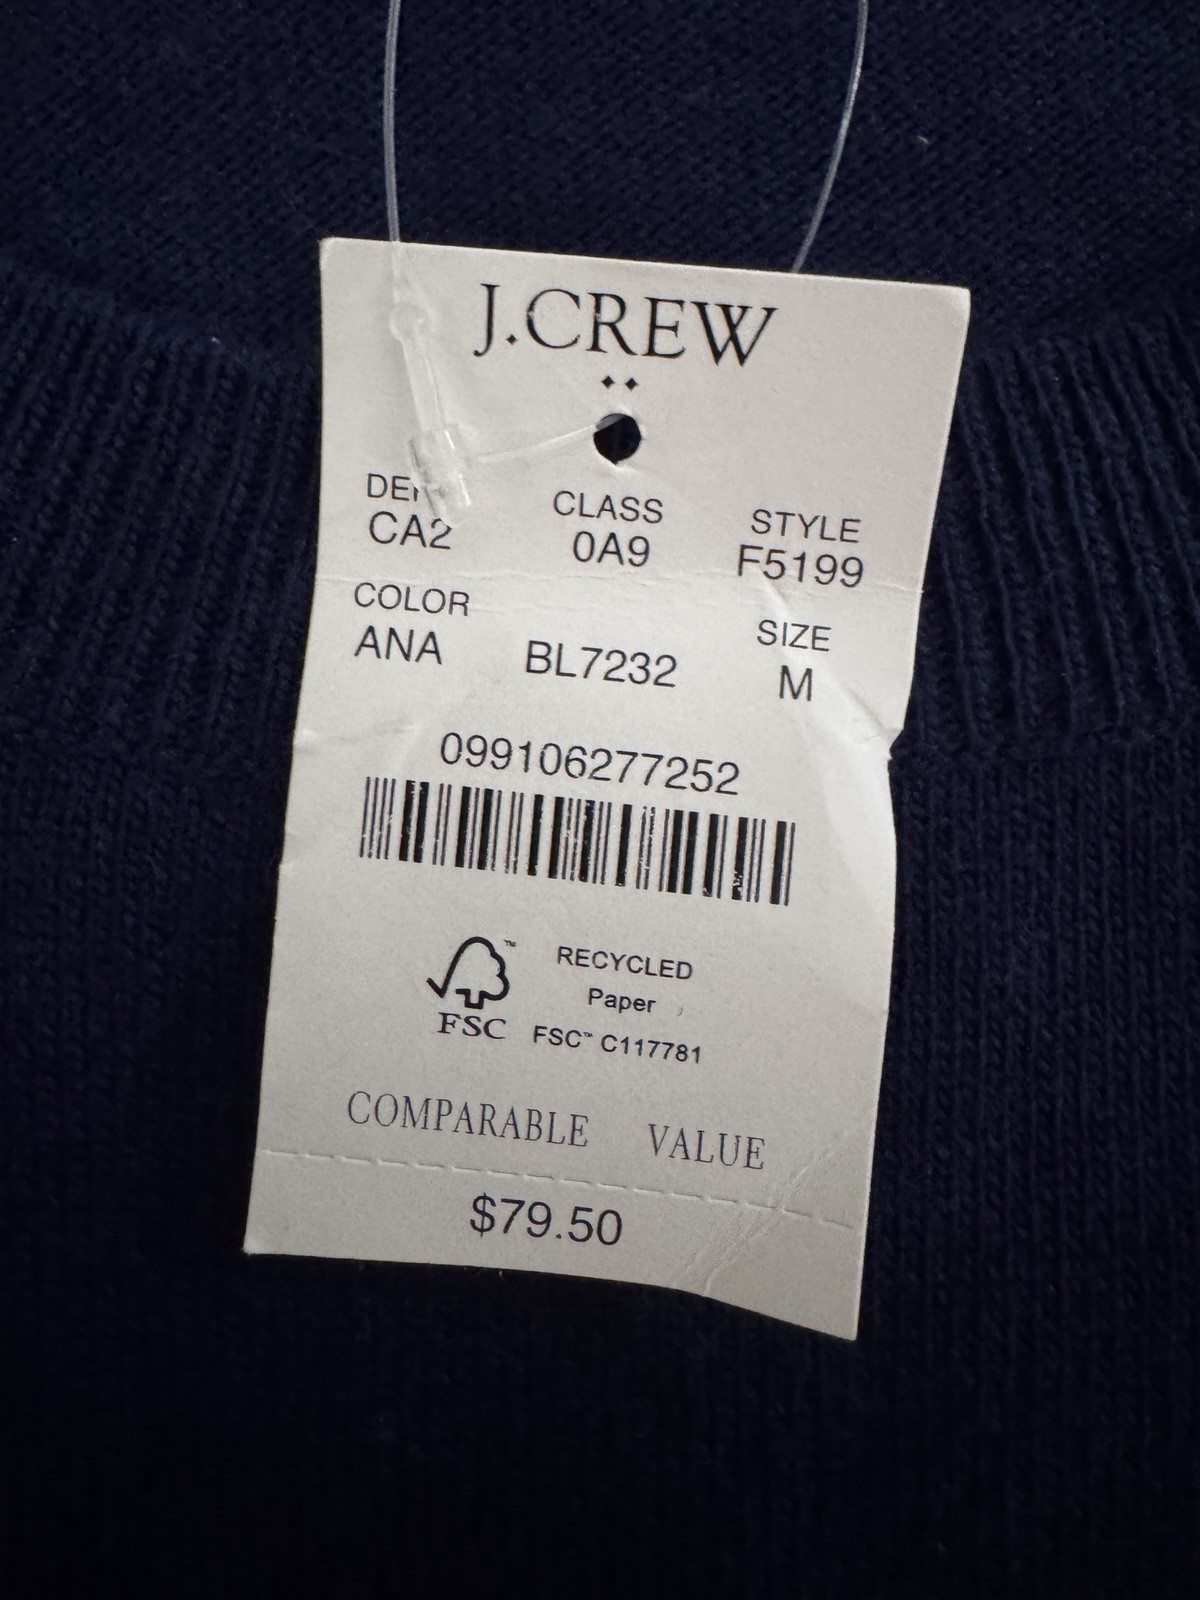 J.CREW
CLASS STYLE
CA2 0A9 F5199
COLOR SIZE
ANA BL7232 M
099106277252
RECYCLED
Paper
FSC FSC™ C117781
COMPARABLE VALUE
$79.50